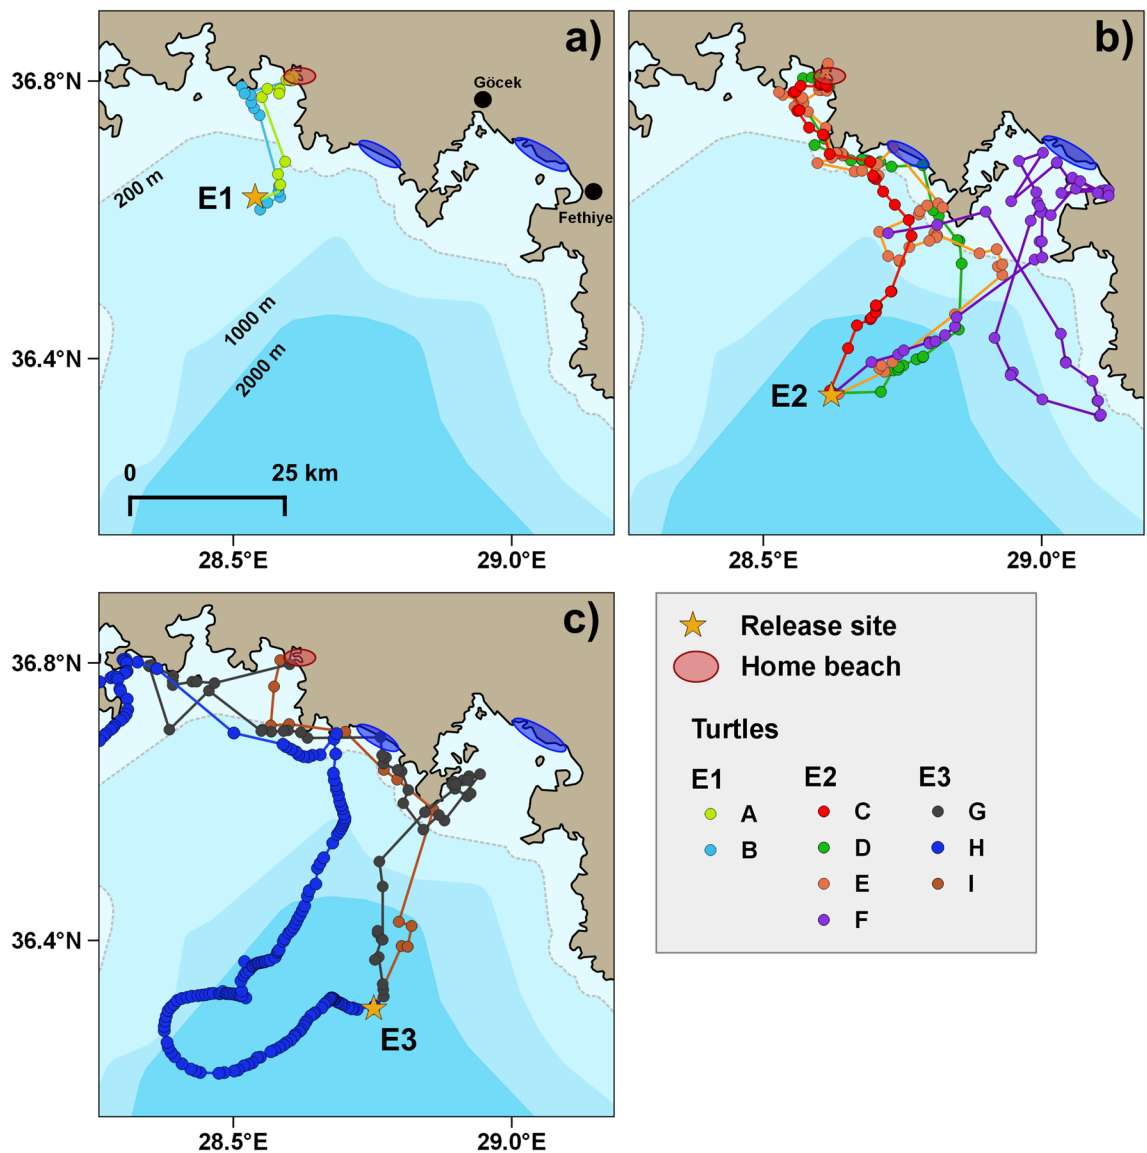 a)
b)
36.8°N
Göcek
200 m
E1
Fethiye
1000 m
36.4°N
2000 m
E2
0 25 km
28.5°E 29.0°E
28.5°E 29.0°E
c)
Release site
36.8°N
Home beach
Turtles
E1 E2 E3
A C G
B D H
E I
F
36.4°N
E3
28.5°E 29.0°E